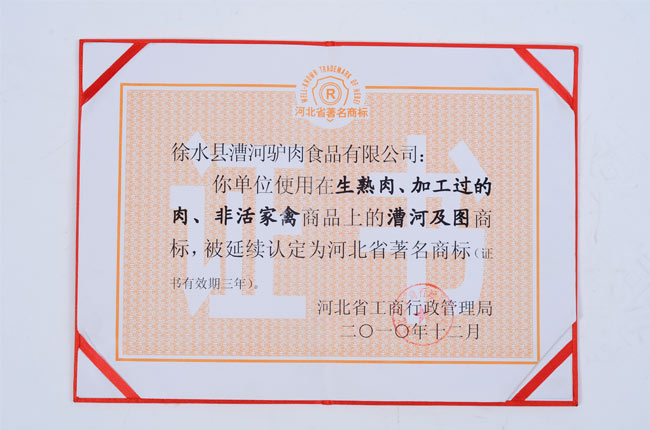 WELL-KNOWN TRADEMARK OF HEBEI
R
河北省著名商标
证书
徐水县漕河驴肉食品有限公司：
你单位使用在生熟肉、加工过的
肉、非活家禽商品上的漕河及图商
标，被延续认定为河北省著名商标（证
书有效期三年）。
河北省工商行政管理局
二〇一〇年十二月